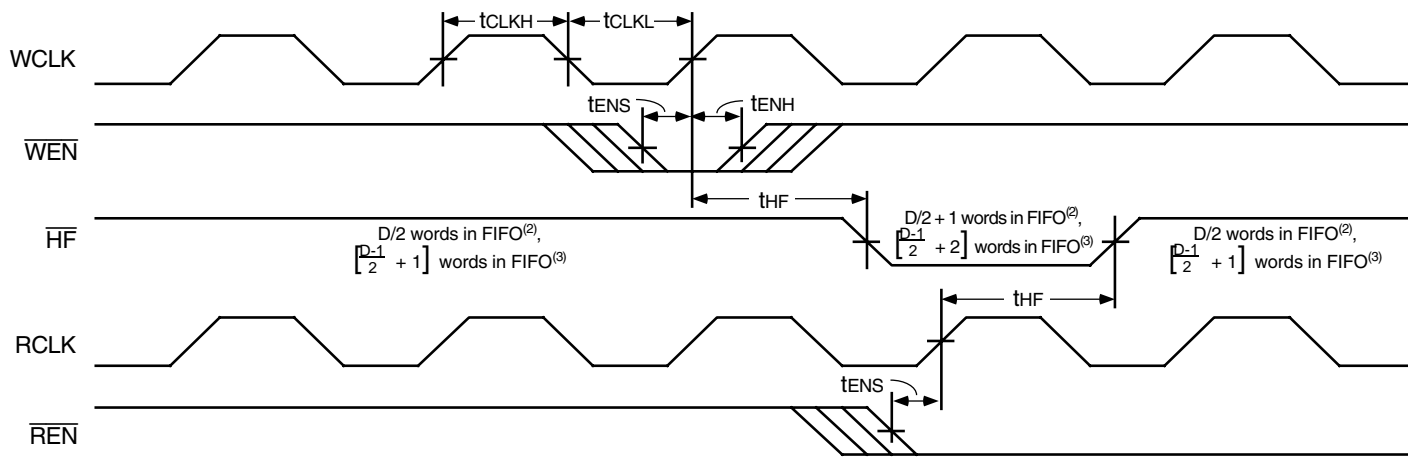 tCLKH tCLKL
WCLK
tENS tENH
WEN
tHF
HF
D/2 words in FIFO(2),
[D-1/2 + 1] words in FIFO(3)
D/2 + 1 words in FIFO(2),
[D-1/2 + 2] words in FIFO(3)
D/2 words in FIFO(2),
[D-1/2 + 1] words in FIFO(3)
tHF
RCLK
tENS
REN